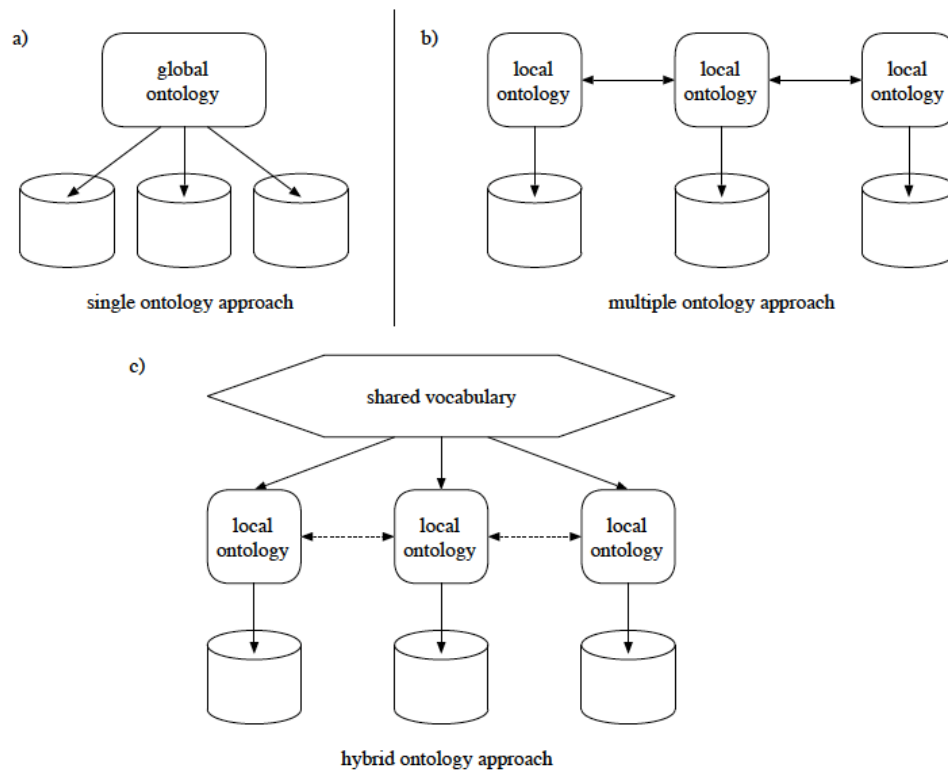 a)
global
ontology
single ontology approach
b)
local
ontology
local
ontology
local
ontology
multiple ontology approach
c)
shared vocabulary
local
ontology
local
ontology
local
ontology
hybrid ontology approach